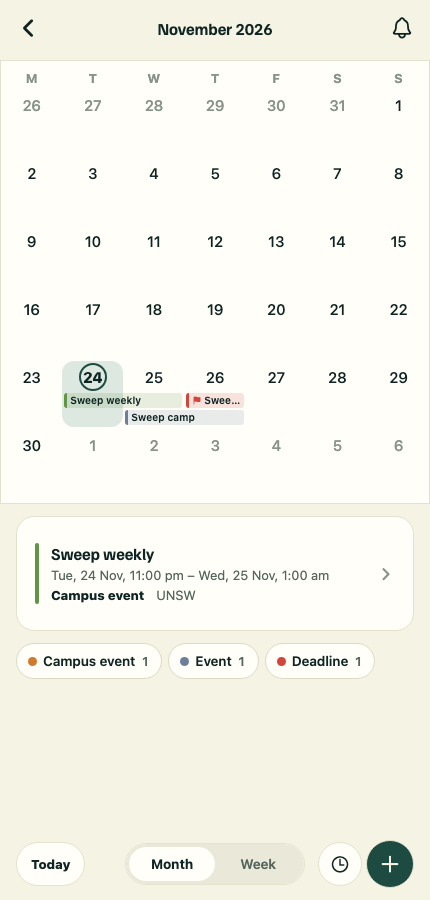 November 2026
M T W T F S S
26 27 28 29 30 31 1
2 3 4 5 6 7 8
9 10 11 12 13 14 15
16 17 18 19 20 21 22
23 24 25 26 27 28 29
Sweep weekly Swee...
Sweep camp
30 1 2 3 4 5 6
Sweep weekly
Tue, 24 Nov, 11:00 pm – Wed, 25 Nov, 1:00 am
Campus event UNSW
Campus event 1 Event 1 Deadline 1
Today Month Week